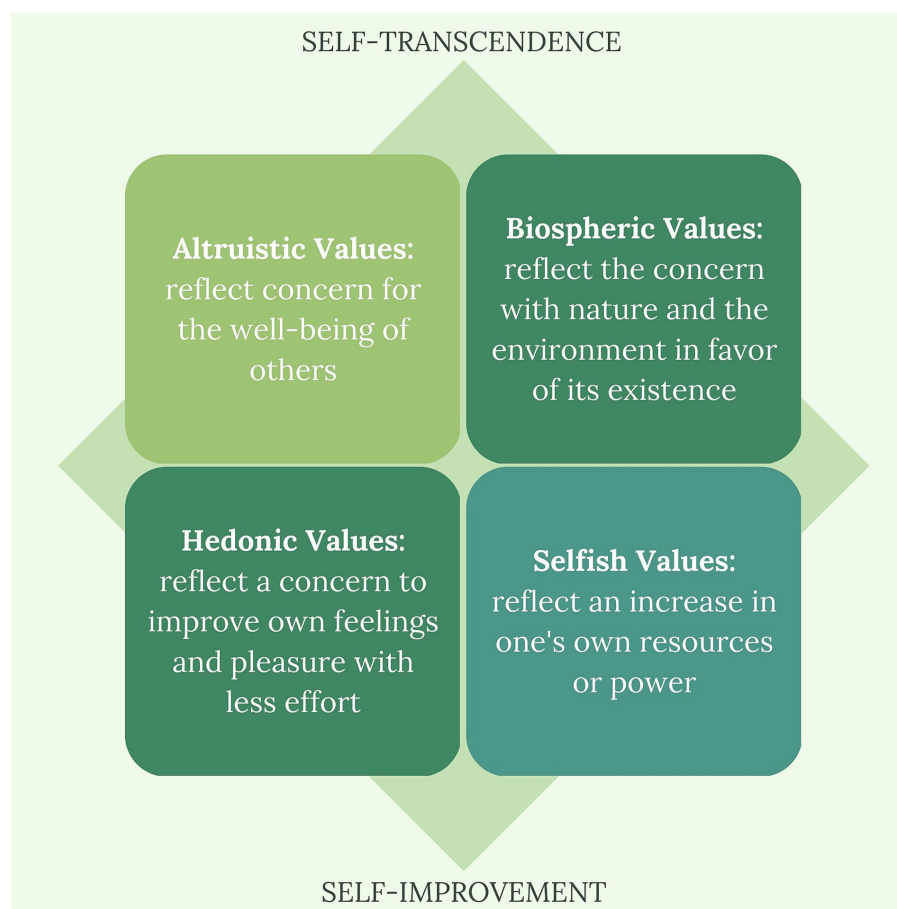 SELF-TRANSCENDENCE
Altruistic Values:
reflect concern for
the well-being of
others
Biospheric Values:
reflect the concern
with nature and the
environment in favor
of its existence
Hedonic Values:
reflect a concern to
improve own feelings
and pleasure with
less effort
Selfish Values:
reflect an increase in
one's own resources
or power
SELF-IMPROVEMENT